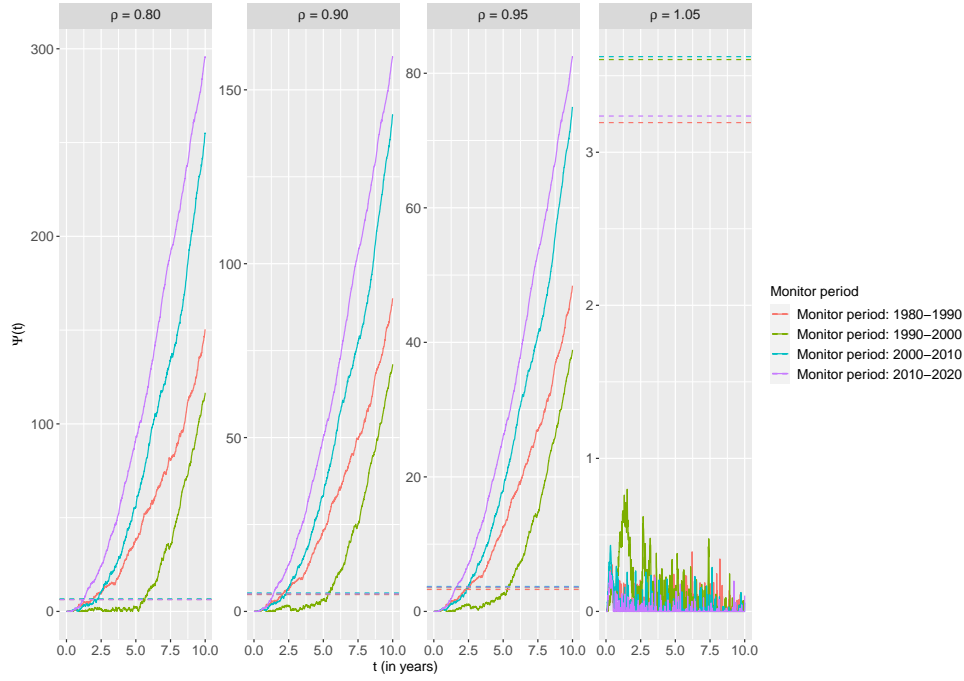 ρ = 0.80
ρ = 0.90
ρ = 0.95
ρ = 1.05
Ψ(t)
300
200
100
0
150
100
50
0
80
60
40
20
0
3
2
1
0
0.0 2.5 5.0 7.5 10.0
0.0 2.5 5.0 7.5 10.0
0.0 2.5 5.0 7.5 10.0
0.0 2.5 5.0 7.5 10.0
t (in years)
Monitor period
Monitor period: 1980−1990
Monitor period: 1990−2000
Monitor period: 2000−2010
Monitor period: 2010−2020